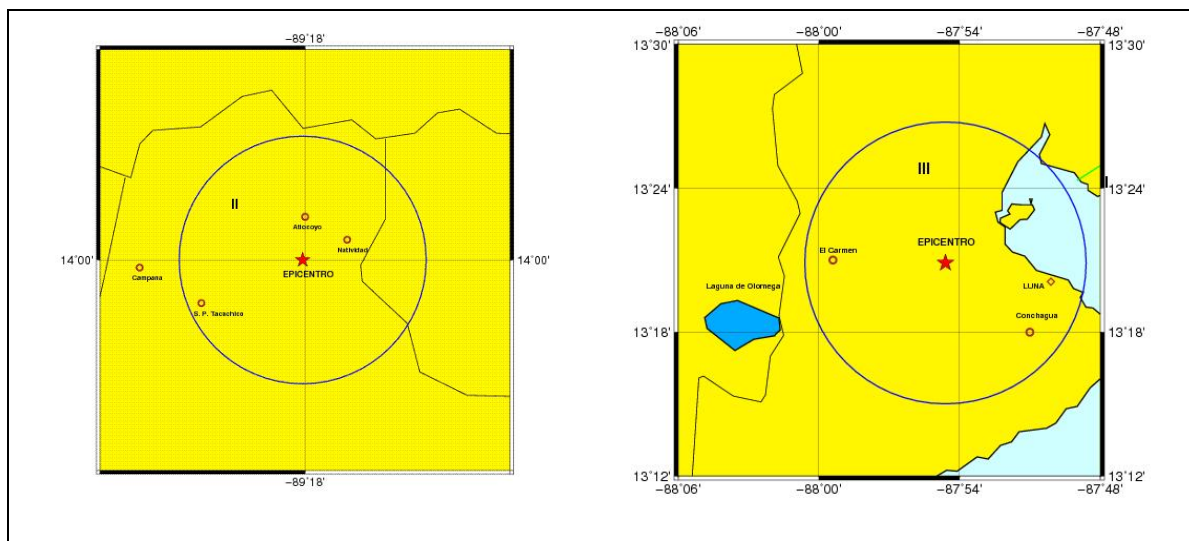 −89˚18'
II
Atiocoyo
Natividad
14˚00'
14˚00'
EPICENTRO
Campana
S. P. Tacachico
−89˚18'
−88˚06'
−88˚00'
−87˚54'
−87˚48'
13˚30'
13˚30'
III
13˚24'
13˚24'
EPICENTRO
El Carmen
Laguna de Olomega
LUNA
Conchagua
13˚18'
13˚18'
13˚12'
13˚12'
−88˚06'
−88˚00'
−87˚54'
−87˚48'